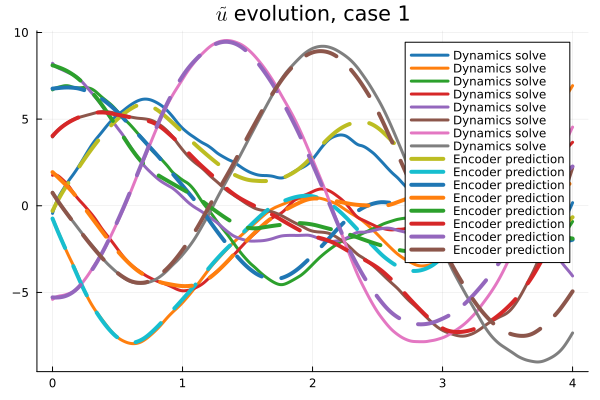 ũ evolution, case 1
10
5
0
−5
0
1
2
3
4
Dynamics solve
Dynamics solve
Dynamics solve
Dynamics solve
Dynamics solve
Dynamics solve
Dynamics solve
Dynamics solve
Encoder prediction
Encoder prediction
Encoder prediction
Encoder prediction
Encoder prediction
Encoder prediction
Encoder prediction
Encoder prediction